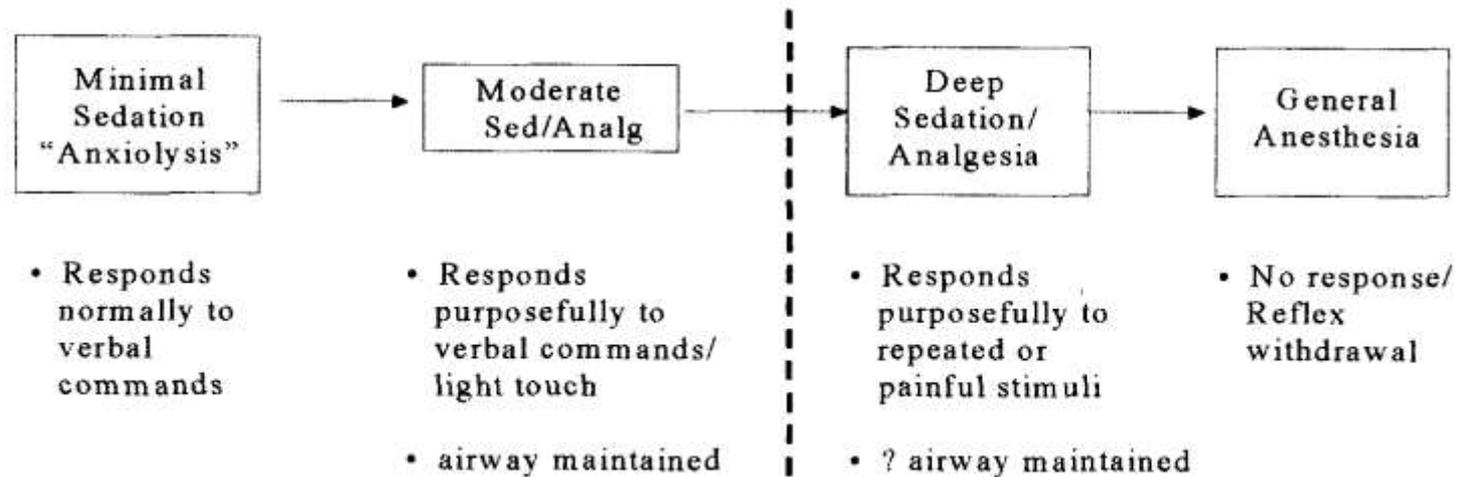 Minimal
Sedation
“Anxiolysis”
Moderate
Sed/Analg
Deep
Sedation/
Analgesia
General
Anesthesia
• Responds
normally to
verbal
commands
• Responds
purposefully to
verbal commands/
light touch
• airway maintained
• Responds
purposefully to
repeated or
painful stimuli
• ? airway maintained
• No response/
Reflex
withdrawal